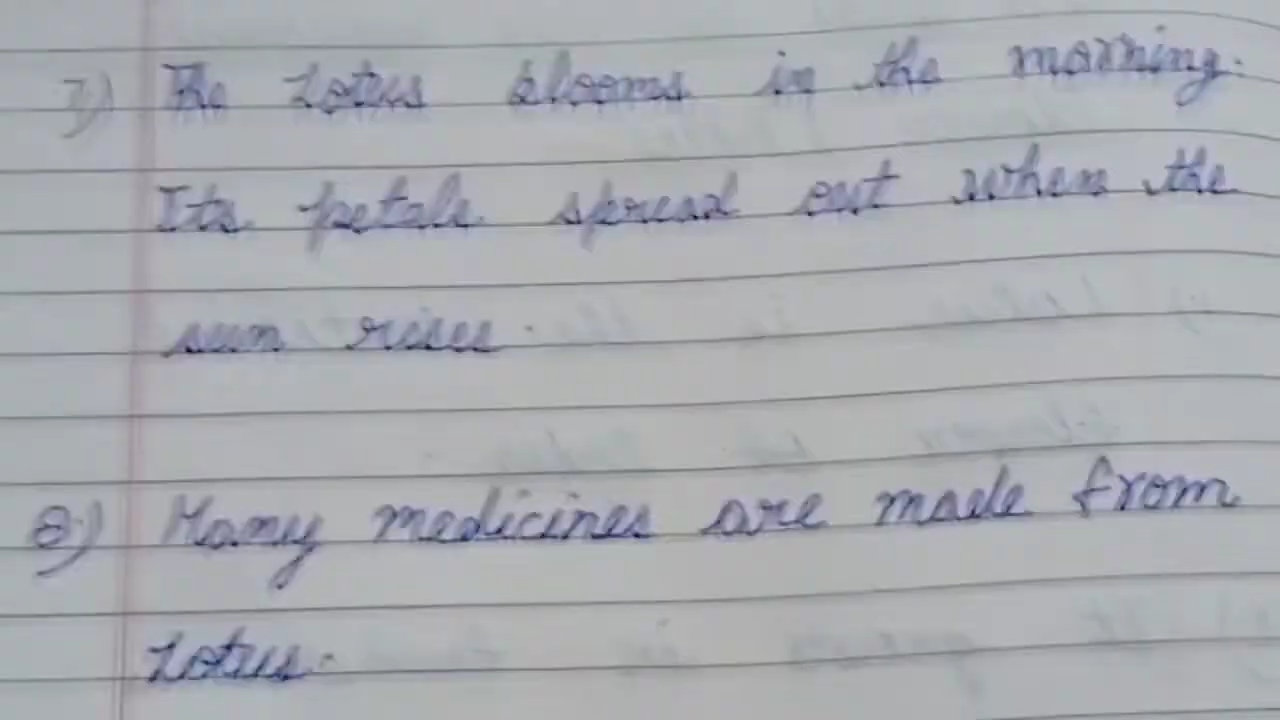 7) The Lotus blooms in the morning.
Its petals spread out when the
sun rises.
8) Many medicines are made from
Lotus.